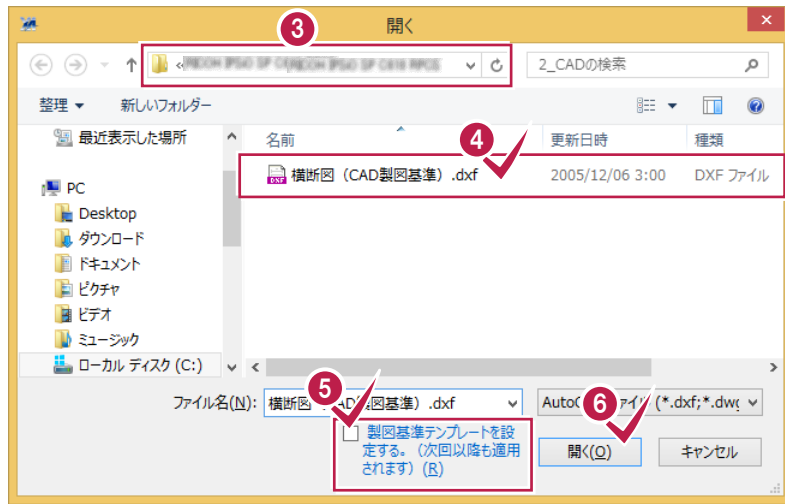 開く
3
2_CADの検索
整理 ▼ 新しいフォルダー
最近表示した場所
名前
4
更新日時
種類
横断図（CAD製図基準）.dxf
2005/12/06 3:00
DXF ファイル
PC
Desktop
ダウンロード
ドキュメント
ピクチャ
ビデオ
ミュージック
ローカル ディスク (C:)
ファイル名(N):
横断図
5
製図基準）.dxf
6
(*.dxf;*.dwg
製図基準テンプレートを設
定する。（次回以降も適用
されます）(R)
開く(O)
キャンセル